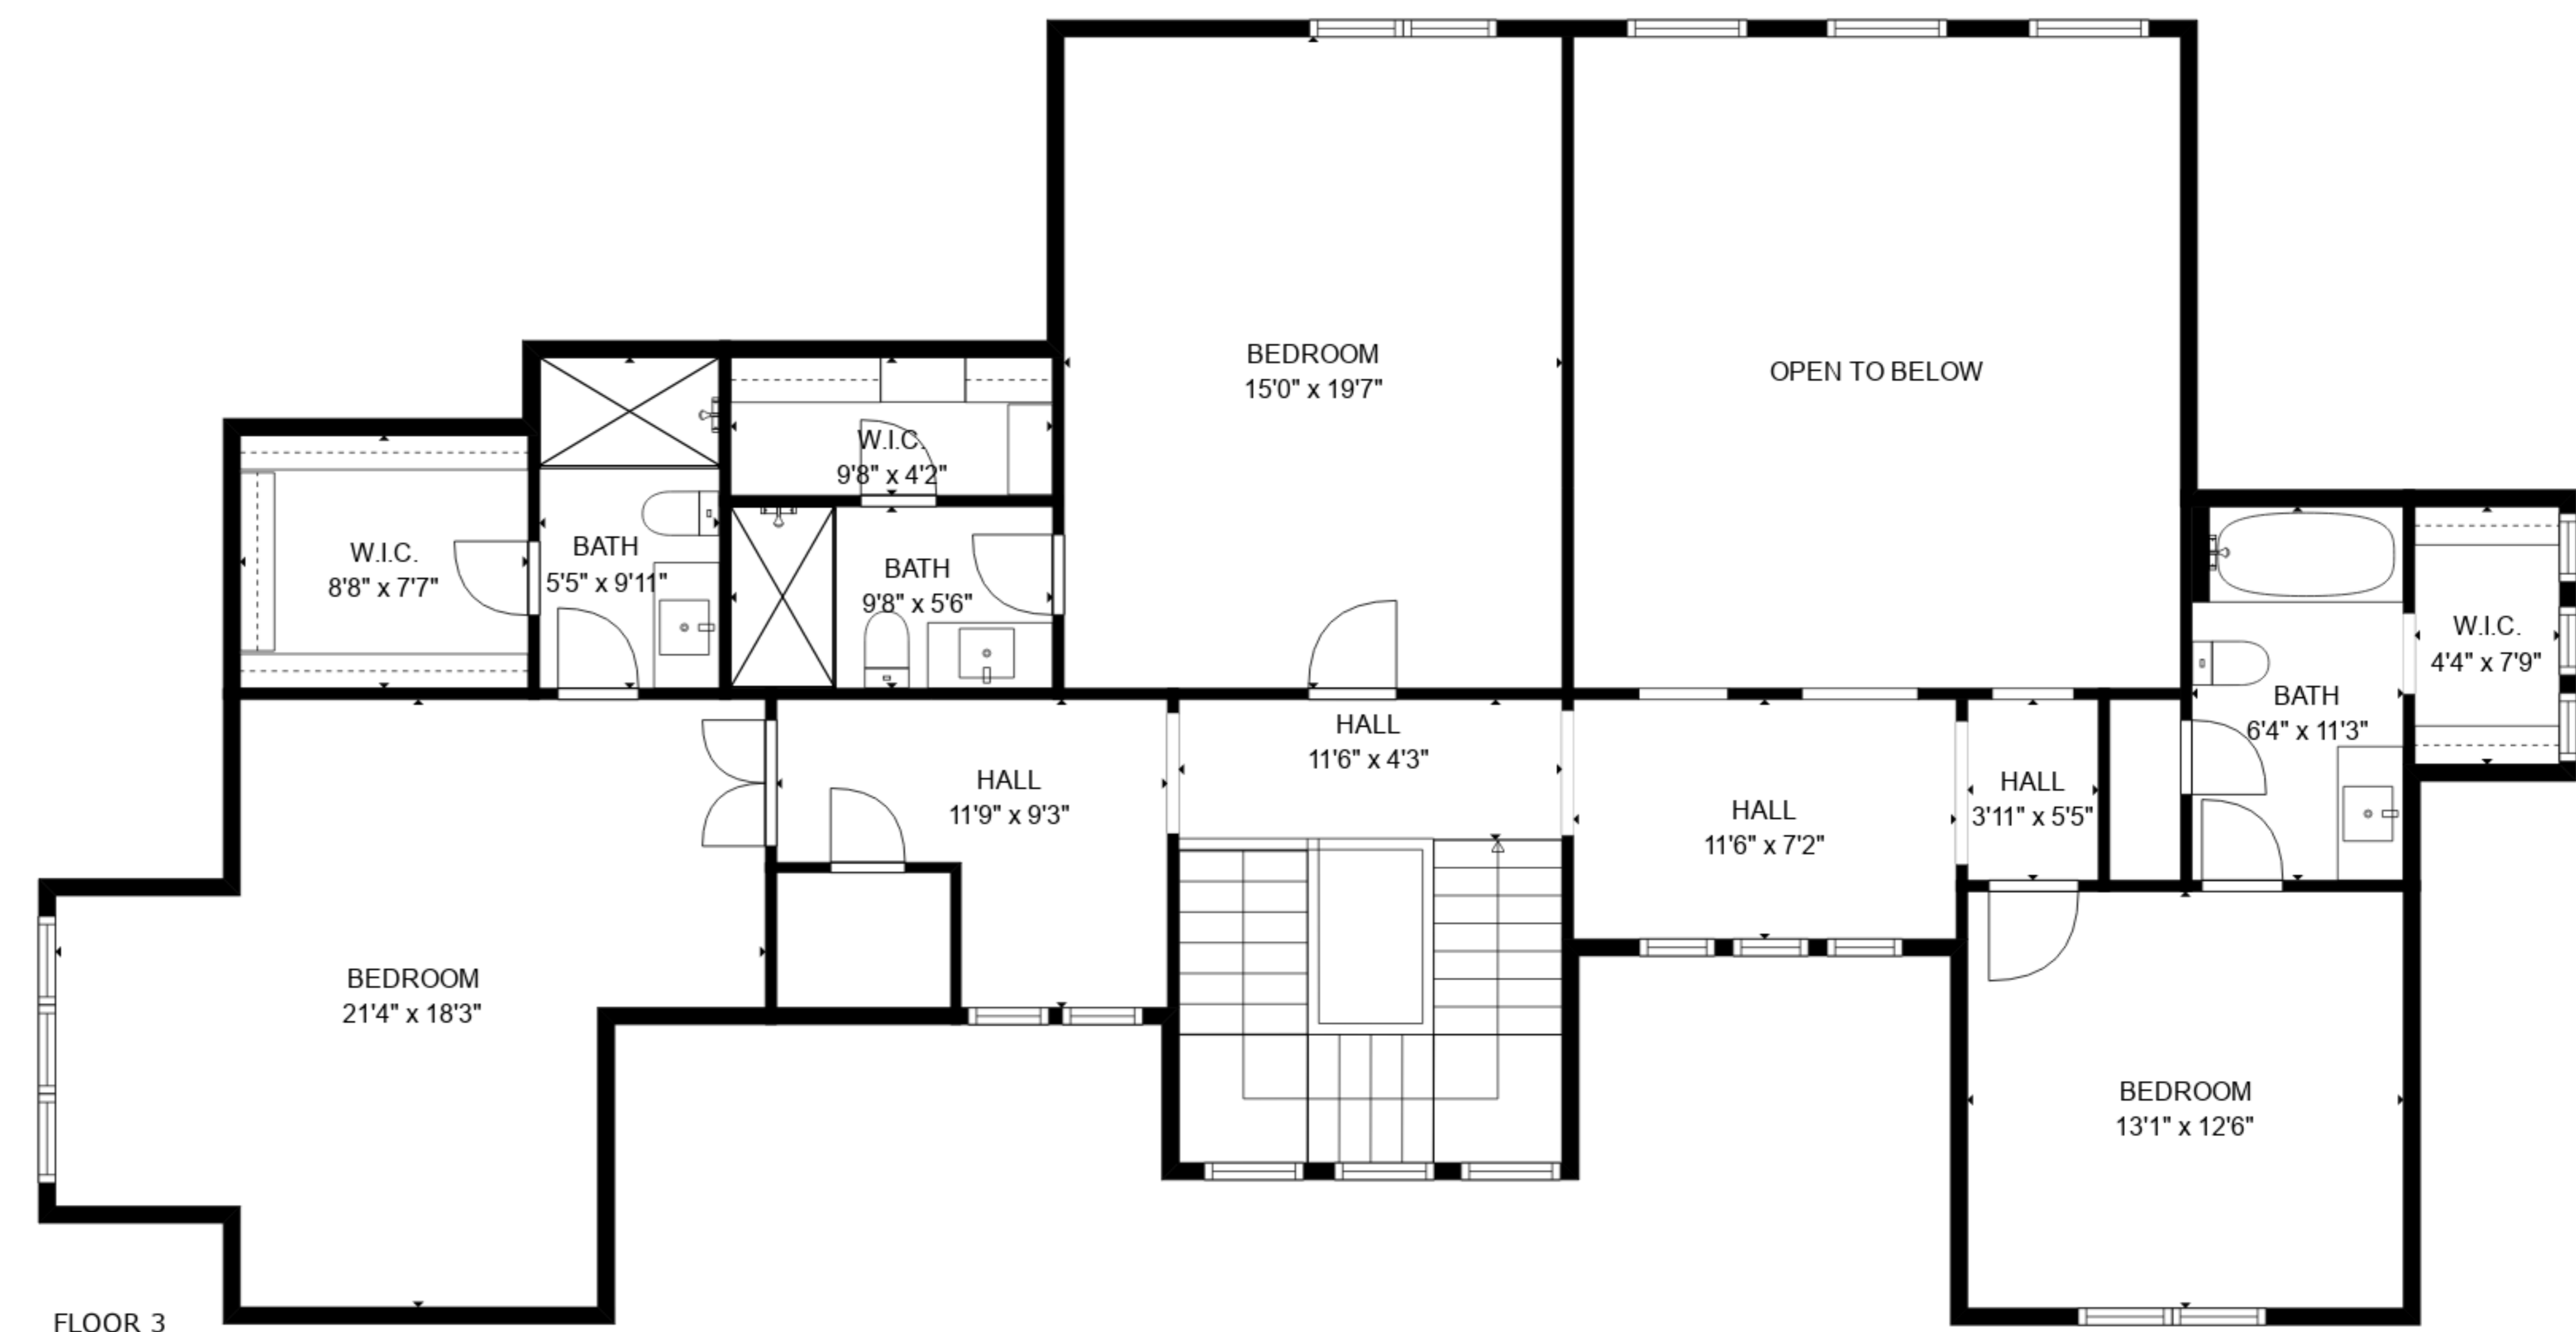 BEDROOM
15'0" x 19'7"
OPEN TO BELOW
W.I.C.
9'8" x 4'2"
W.I.C.
8'8" x 7'7"
BATH
5'5" x 9'11"
BATH
9'8" x 5'6"
W.I.C.
4'4" x 7'9"
BATH
6'4" x 11'3"
HALL
11'6" x 4'3"
HALL
11'9" x 9'3"
HALL
11'6" x 7'2"
HALL
3'11" x 5'5"
BEDROOM
21'4" x 18'3"
BEDROOM
13'1" x 12'6"
FLOOR 3